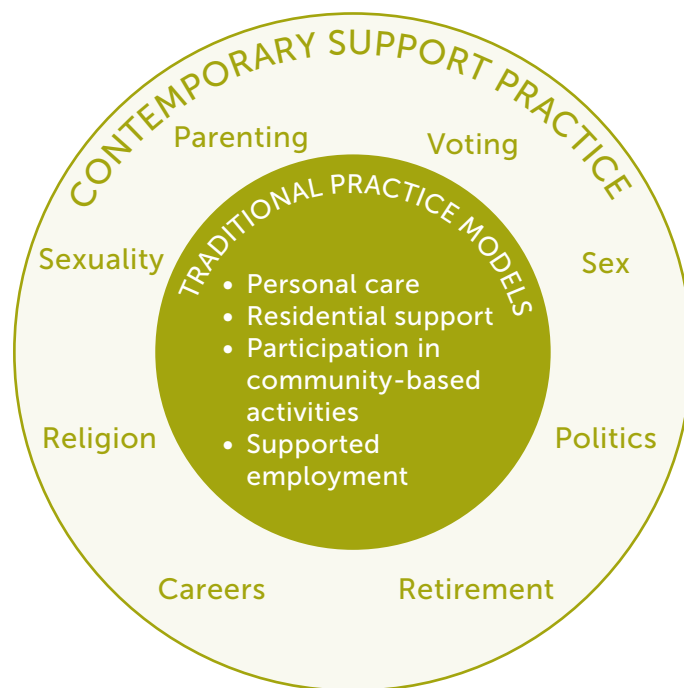 CONTEMPORARY SUPPORT PRACTICE
Parenting
Voting
TRADITIONAL PRACTICE MODELS
Sexuality
Sex
• Personal care
• Residential support
• Participation in
community-based
activities
• Supported
employment
Religion
Politics
Careers
Retirement